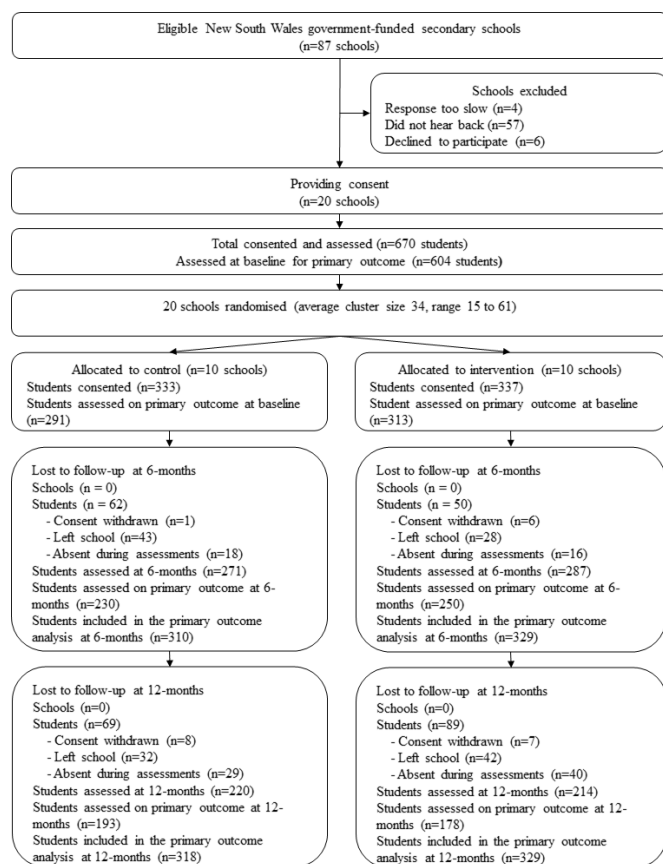 Eligible New South Wales government-funded secondary schools
(n=87 schools)
Schools excluded
Response too slow (n=4)
Did not hear back (n=57)
Declined to participate (n=6)
Providing consent
(n=20 schools)
Total consented and assessed (n=670 students)
Assessed at baseline for primary outcome (n=604 students)
20 schools randomised (average cluster size 34, range 15 to 61)
Allocated to control (n=10 schools)
Students consented (n=333)
Students assessed on primary outcome at baseline
(n=291)
Allocated to intervention (n=10 schools)
Students consented (n=337)
Student assessed on primary outcome at baseline
(n=313)
Lost to follow-up at 6-months
Schools (n = 0)
Students (n = 62)
- Consent withdrawn (n=1)
- Left school (n=43)
- Absent during assessments (n=18)
Students assessed at 6-months (n=271)
Students assessed on primary outcome at 6-
months (n=230)
Students included in the primary outcome
analysis at 6-months (n=310)
Lost to follow-up at 6-months
Schools (n = 0)
Students (n = 50)
- Consent withdrawn (n=6)
- Left school (n=28)
- Absent during assessments (n=16)
Students assessed at 6-months (n=287)
Students assessed on primary outcome at 6-
months (n=250)
Students included in the primary outcome
analysis at 6-months (n=329)
Lost to follow-up at 12-months
Schools (n=0)
Students (n=69)
- Consent withdrawn (n=8)
- Left school (n=32)
- Absent during assessments (n=29)
Students assessed at 12-months (n=220)
Students assessed on primary outcome at 12-
months (n=193)
Students included in the primary outcome
analysis at 12-months (n=318)
Lost to follow-up at 12-months
Schools (n=0)
Students (n=89)
- Consent withdrawn (n=7)
- Left school (n=42)
- Absent during assessments (n=40)
Students assessed at 12-months (n=214)
Students assessed on primary outcome at 12-
months (n=178)
Students included in the primary outcome
analysis at 12-months (n=329)